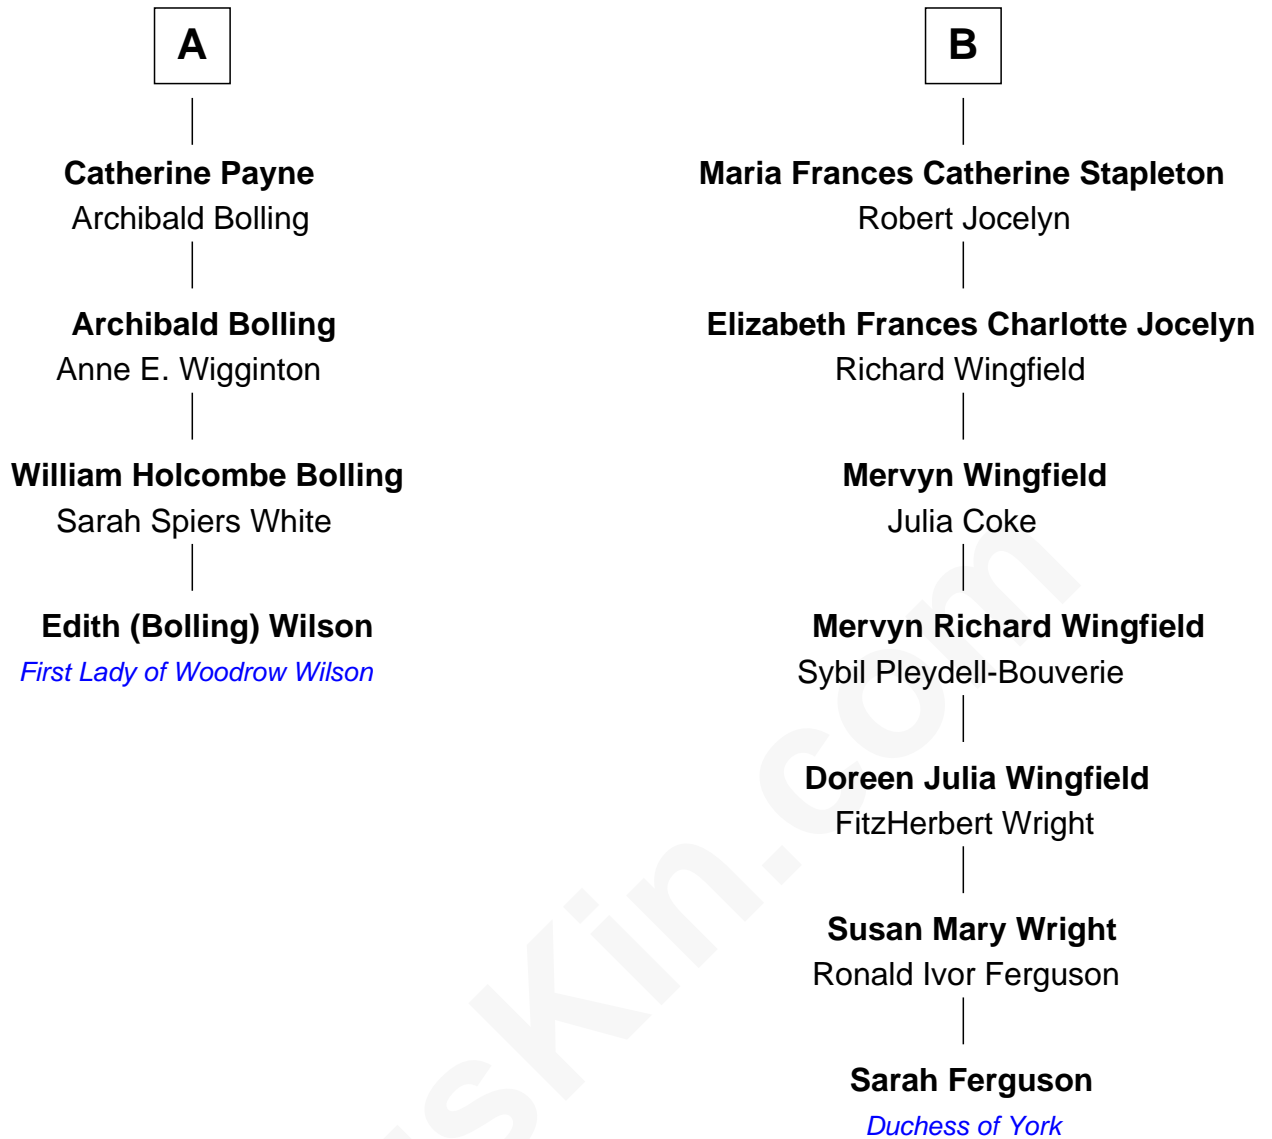 A
Catherine Payne
Archibald Bolling
Archibald Bolling
Anne E. Wigginton
William Holcombe Bolling
Sarah Spiers White
Edith (Bolling) Wilson
First Lady of Woodrow Wilson
B
Maria Frances Catherine Stapleton
Robert Jocelyn
Elizabeth Frances Charlotte Jocelyn
Richard Wingfield
Mervyn Wingfield
Julia Coke
Mervyn Richard Wingfield
Sybil Pleydell-Bouverie
Doreen Julia Wingfield
FitzHerbert Wright
Susan Mary Wright
Ronald Ivor Ferguson
Sarah Ferguson
Duchess of York
sKin.com